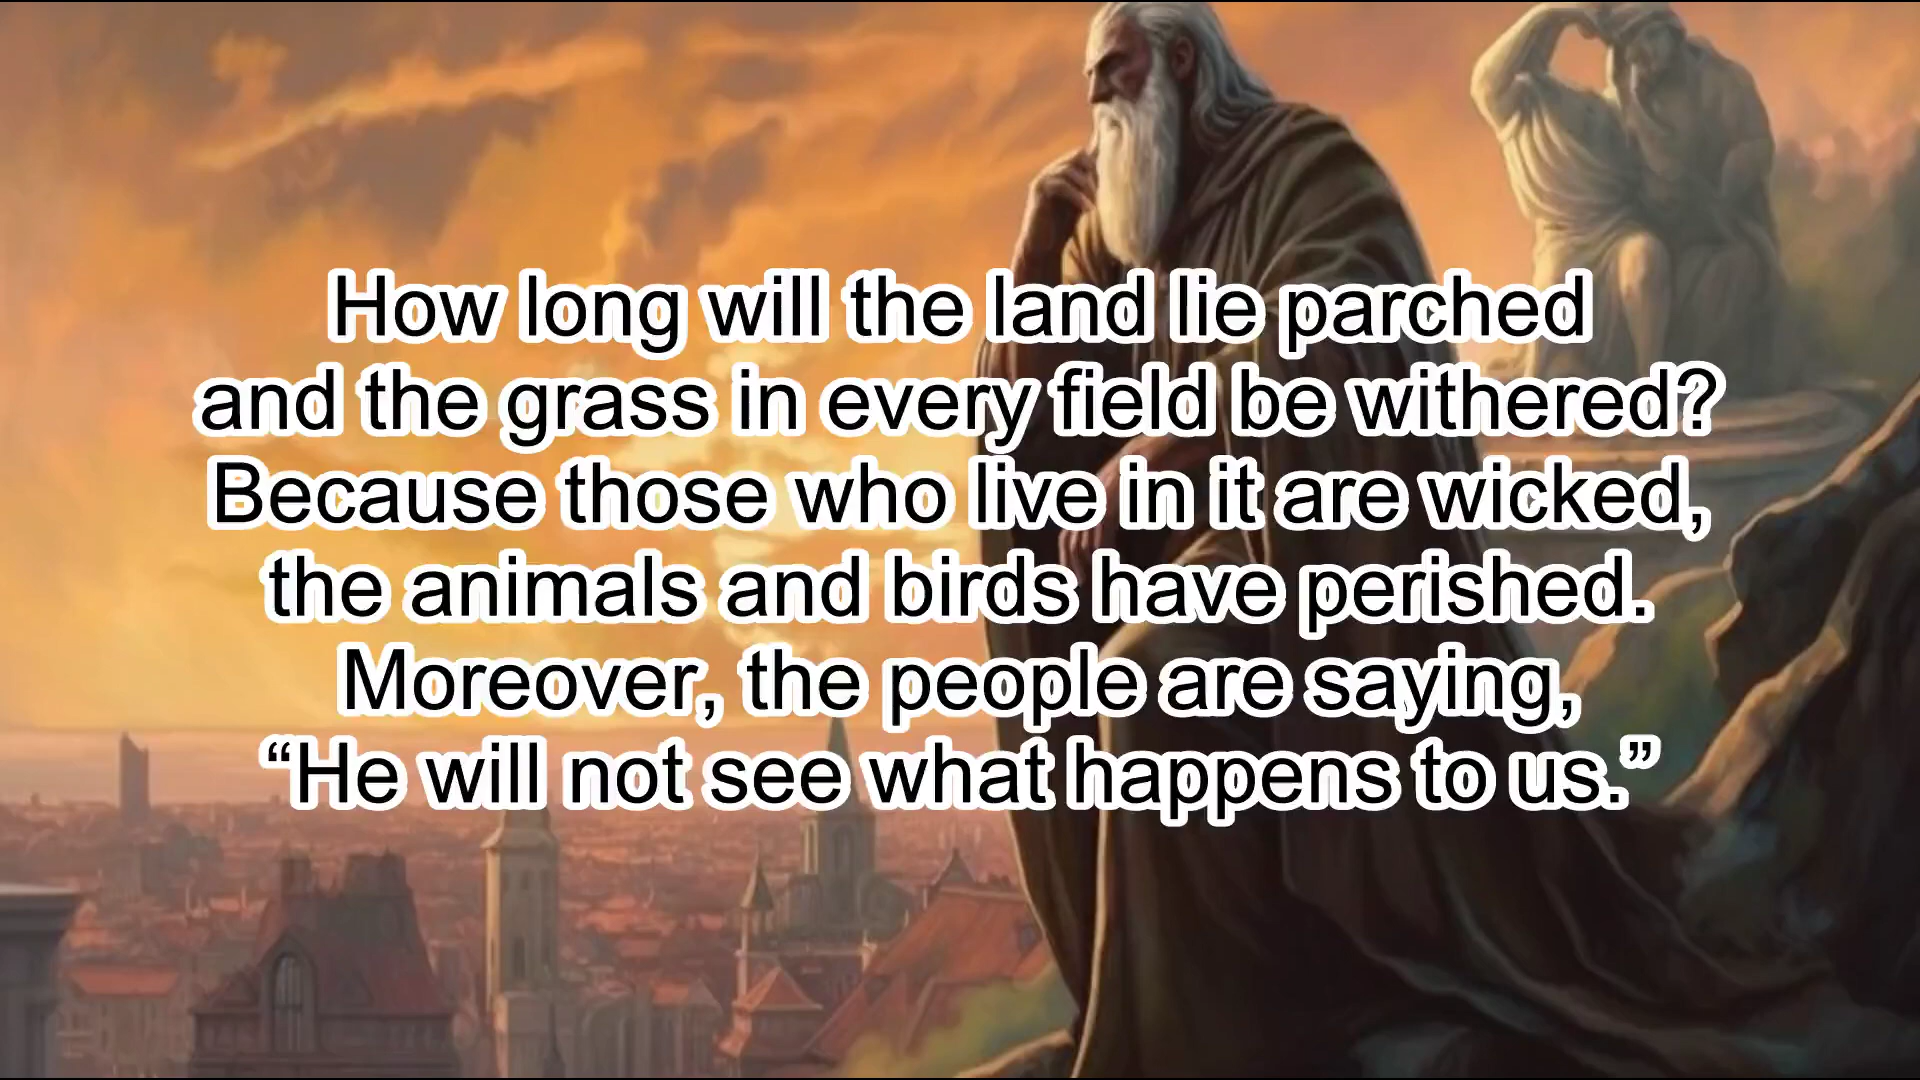 How long will the land lie parched
and the grass in every field be withered?
Because those who live in it are wicked,
the animals and birds have perished.
Moreover, the people are saying,
“He will not see what happens to us.”